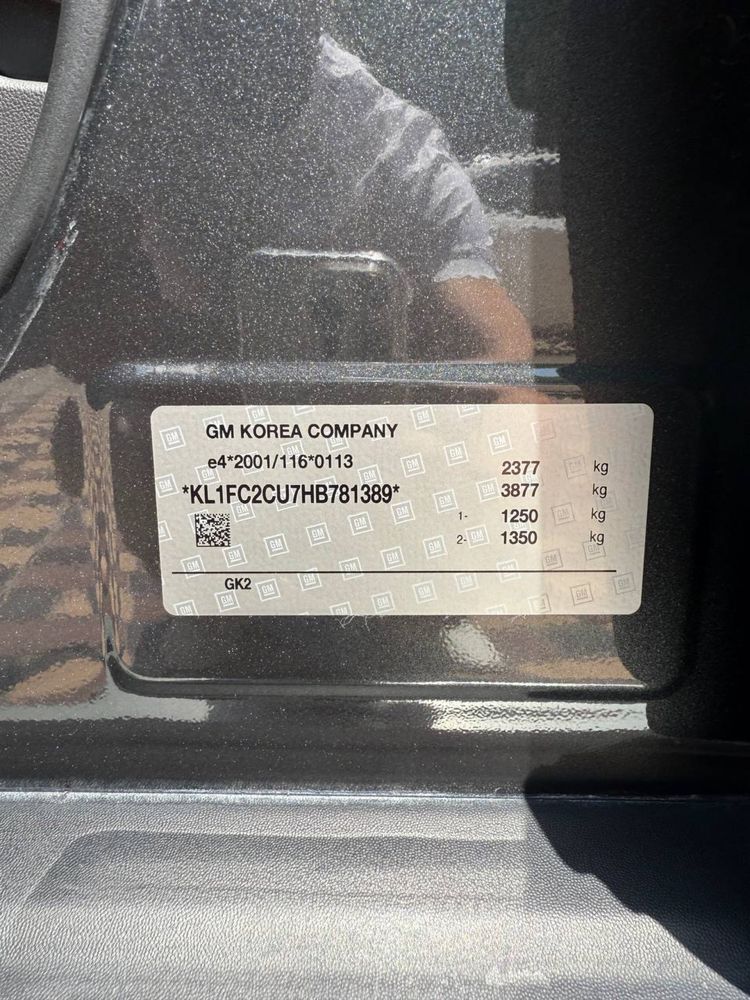 GM KOREA COMPANY
e4*2001/116*0113
*KL1FC2CU7HB781389*
2377 kg
3877 kg
1- 1250 kg
2- 1350 kg
GK2